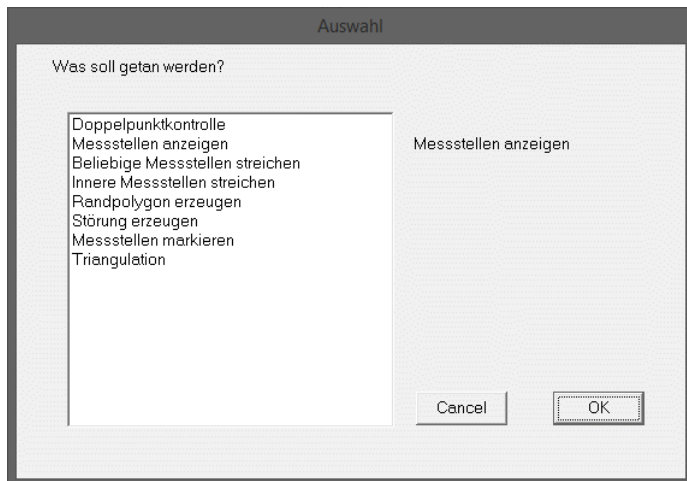 Auswahl
Was soll getan werden?
Doppelpunktkontrolle
Messstellen anzeigen
Beliebige Messstellen streichen
Innere Messstellen streichen
Randpolygon erzeugen
Störung erzeugen
Messstellen markieren
Triangulation
Messstellen anzeigen
Cancel
OK